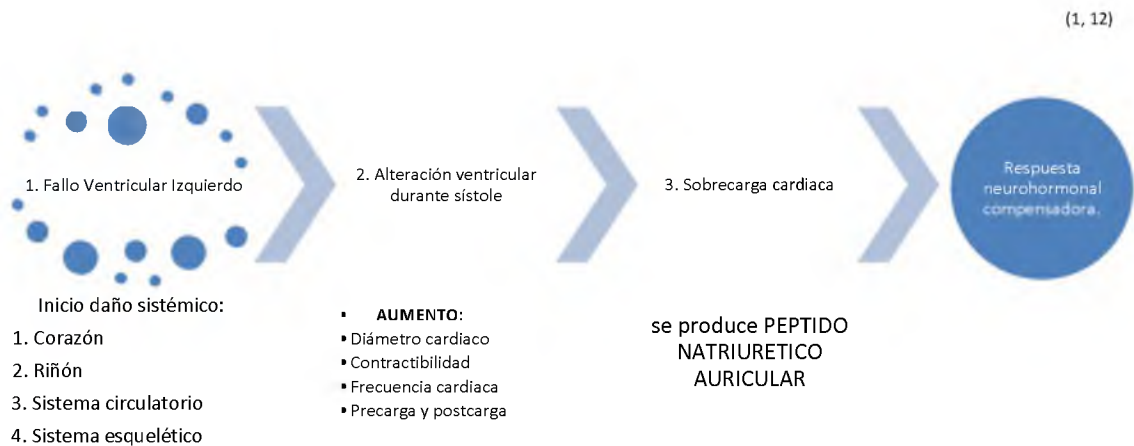 (1, 12)
1. Fallo Ventricular Izquierdo
2. Alteración ventricular
durante sístole
3. Sobrecarga cardiaca
Respuesta
neurohormonal
compensadora.
Inicio daño sistémico:
1. Corazón
2. Riñón
3. Sistema circulatorio
4. Sistema esquelético
▪ AUMENTO:
▪ Diámetro cardiaco
▪ Contractibilidad
▪ Frecuencia cardiaca
▪ Precarga y postcarga
se produce PEPTIDO
NATRIURETICO
AURICULAR